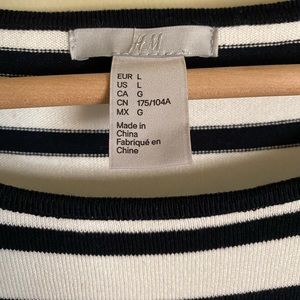 H&M
EUR L
US L
CA G
CN 175/104A
MX G
Made in
China
Fabriqué en
Chine